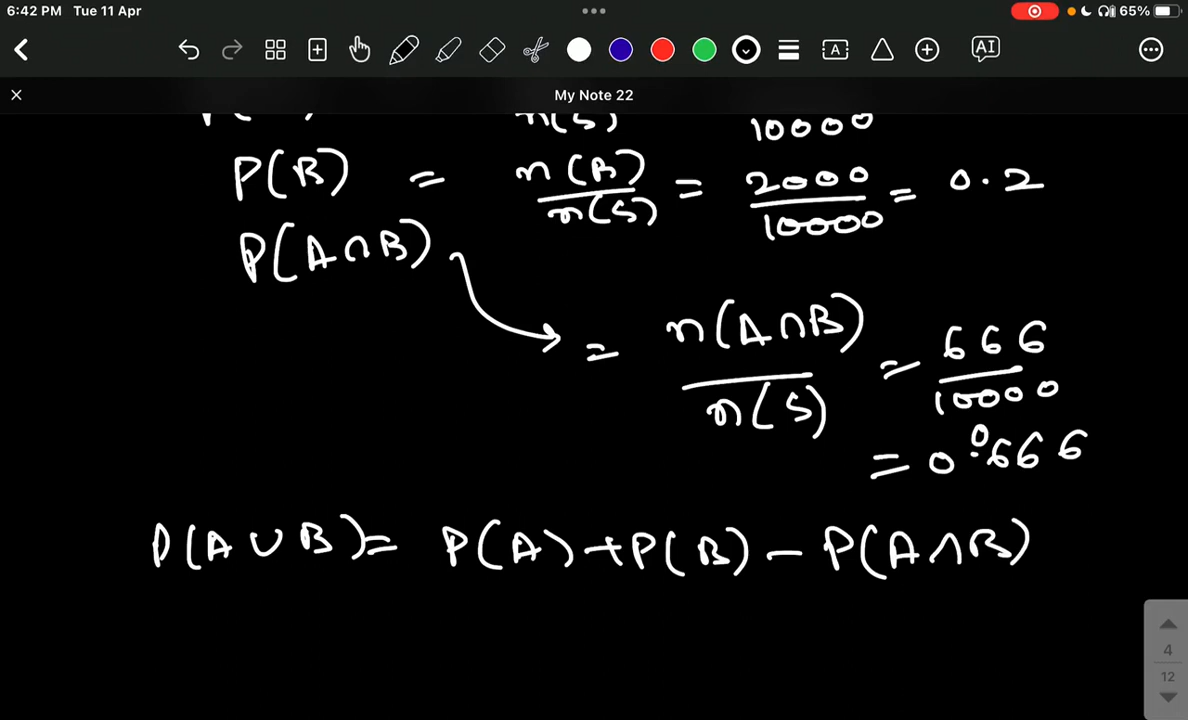 6:42 PM Tue 11 Apr
65%
A
AI
My Note 22
n(S) 10000
P(B) = n(B)/n(S) = 2000/10000 = 0.2
P(A∩B)
= n(A∩B)/n(S) = 666/10000
= 0.0666
P(A∪B)= P(A)+P(B)-P(A∩B)
4
12